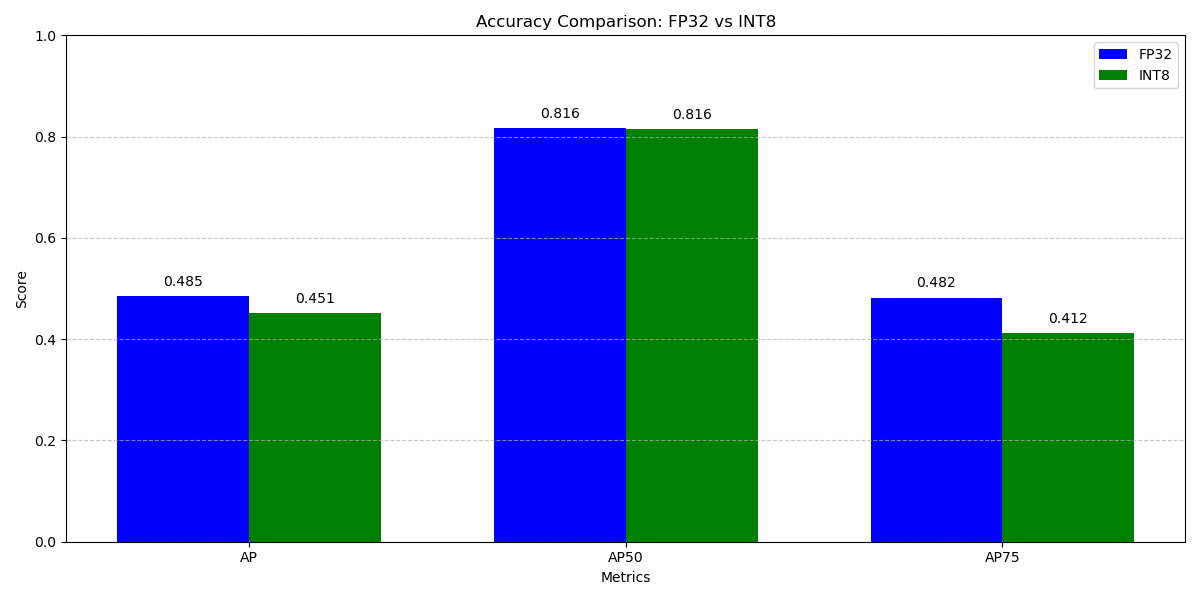 Accuracy Comparison: FP32 vs INT8
FP32
INT8
Score
1.0
0.8
0.6
0.4
0.2
0.0
0.485
0.451
0.816
0.816
0.482
0.412
AP
AP50
AP75
Metrics